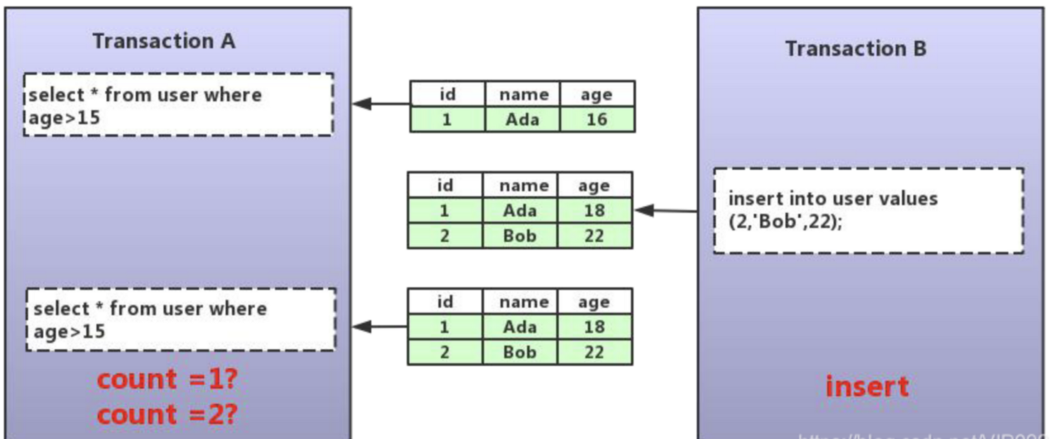 Transaction A
select * from user where
age>15
id name age
1 Ada 16
Transaction B
id name age
1 Ada 18
2 Bob 22
insert into user values
(2,'Bob',22);
select * from user where
age>15
id name age
1 Ada 18
2 Bob 22
count =1?
count =2?
insert